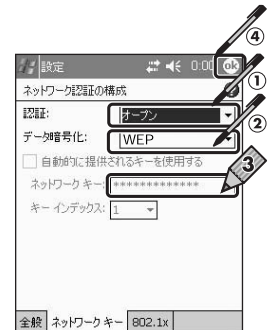 ④
設定 0:00 ok
ネットワーク認証の構成
①
認証: オープン
②
データ暗号化: WEP
自動的に提供されるキーを使用する
3
ネットワーク キー: *************
キー インデックス: 1
全般 ネットワーク キー 802.1x